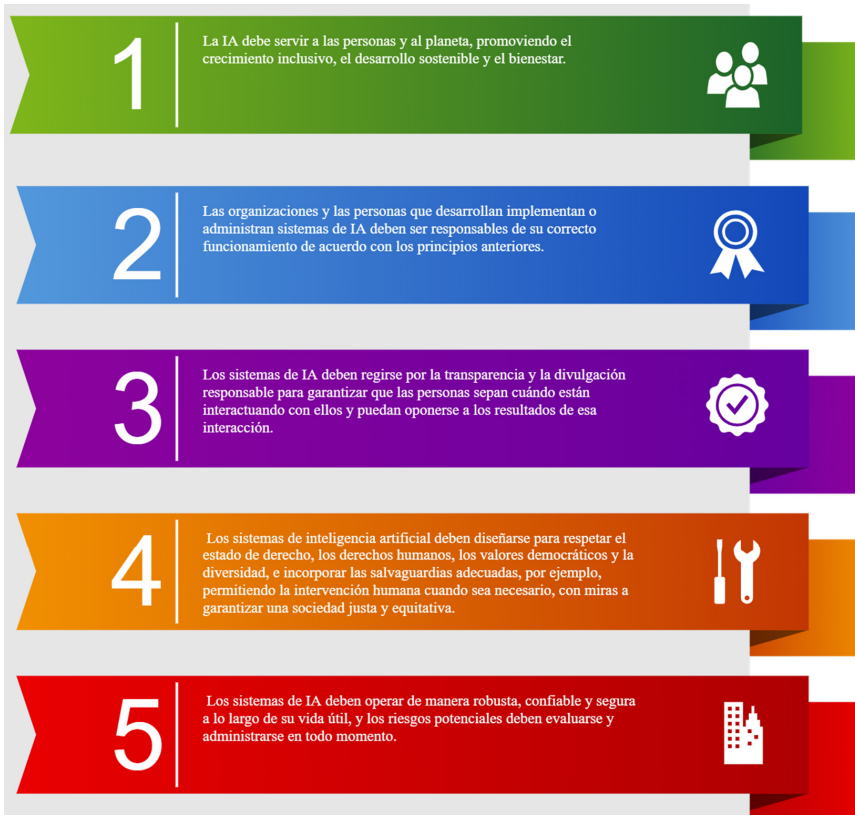 1
La IA debe servir a las personas y al planeta, promoviendo el
crecimiento inclusivo, el desarrollo sostenible y el bienestar.
2
Las organizaciones y las personas que desarrollan implementan o
administran sistemas de IA deben ser responsables de su correcto
funcionamiento de acuerdo con los principios anteriores.
3
Los sistemas de IA deben regirse por la transparencia y la divulgación
responsable para garantizar que las personas sepan cuándo están
interactuando con ellos y puedan oponerse a los resultados de esa
interacción.
4
Los sistemas de inteligencia artificial deben diseñarse para respetar el
estado de derecho, los derechos humanos, los valores democráticos y la
diversidad, e incorporar las salvaguardias adecuadas, por ejemplo,
permitiendo la intervención humana cuando sea necesario, con miras a
garantizar una sociedad justa y equitativa.
5
Los sistemas de IA deben operar de manera robusta, confiable y segura
a lo largo de su vida útil, y los riesgos potenciales deben evaluarse y
administrarse en todo momento.